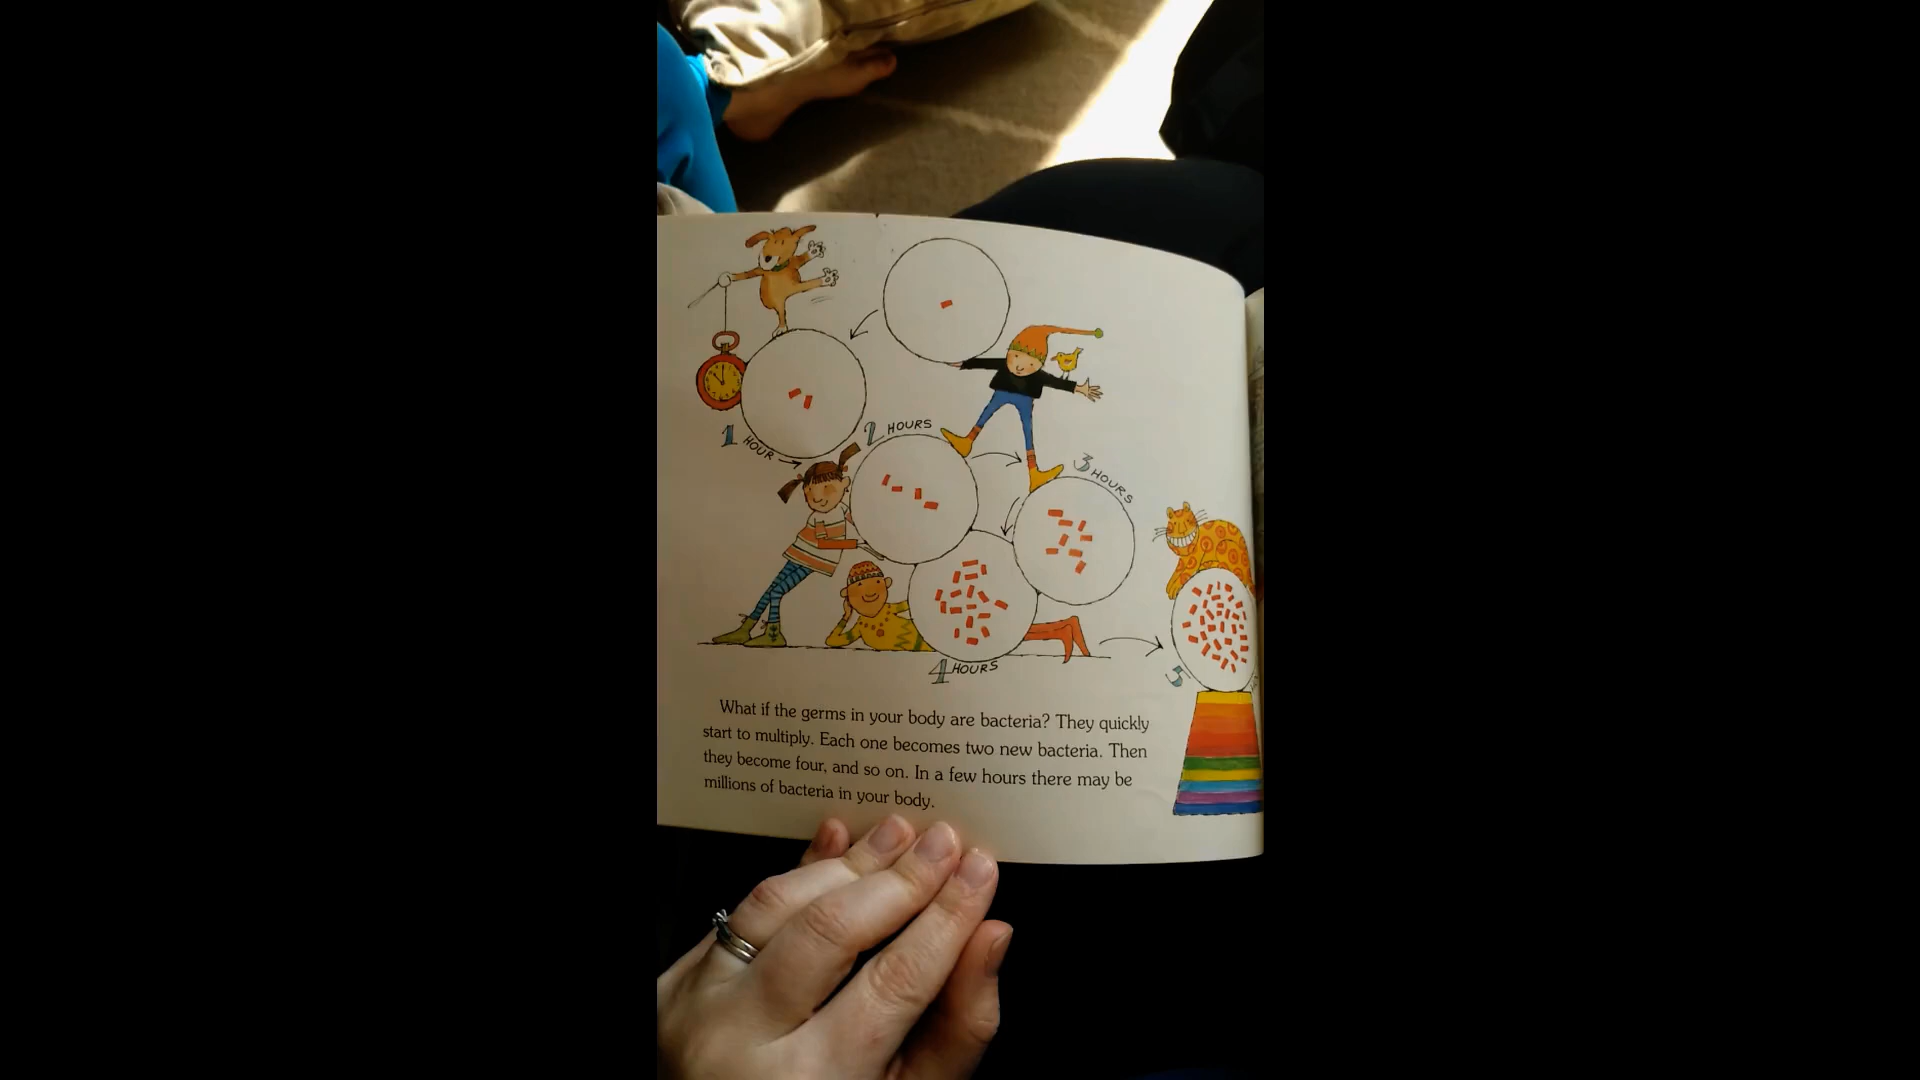 1 HOUR
2 HOURS
3 HOURS
4 HOURS
5
What if the germs in your body are bacteria? They quickly
start to multiply. Each one becomes two new bacteria. Then
they become four, and so on. In a few hours there may be
millions of bacteria in your body.